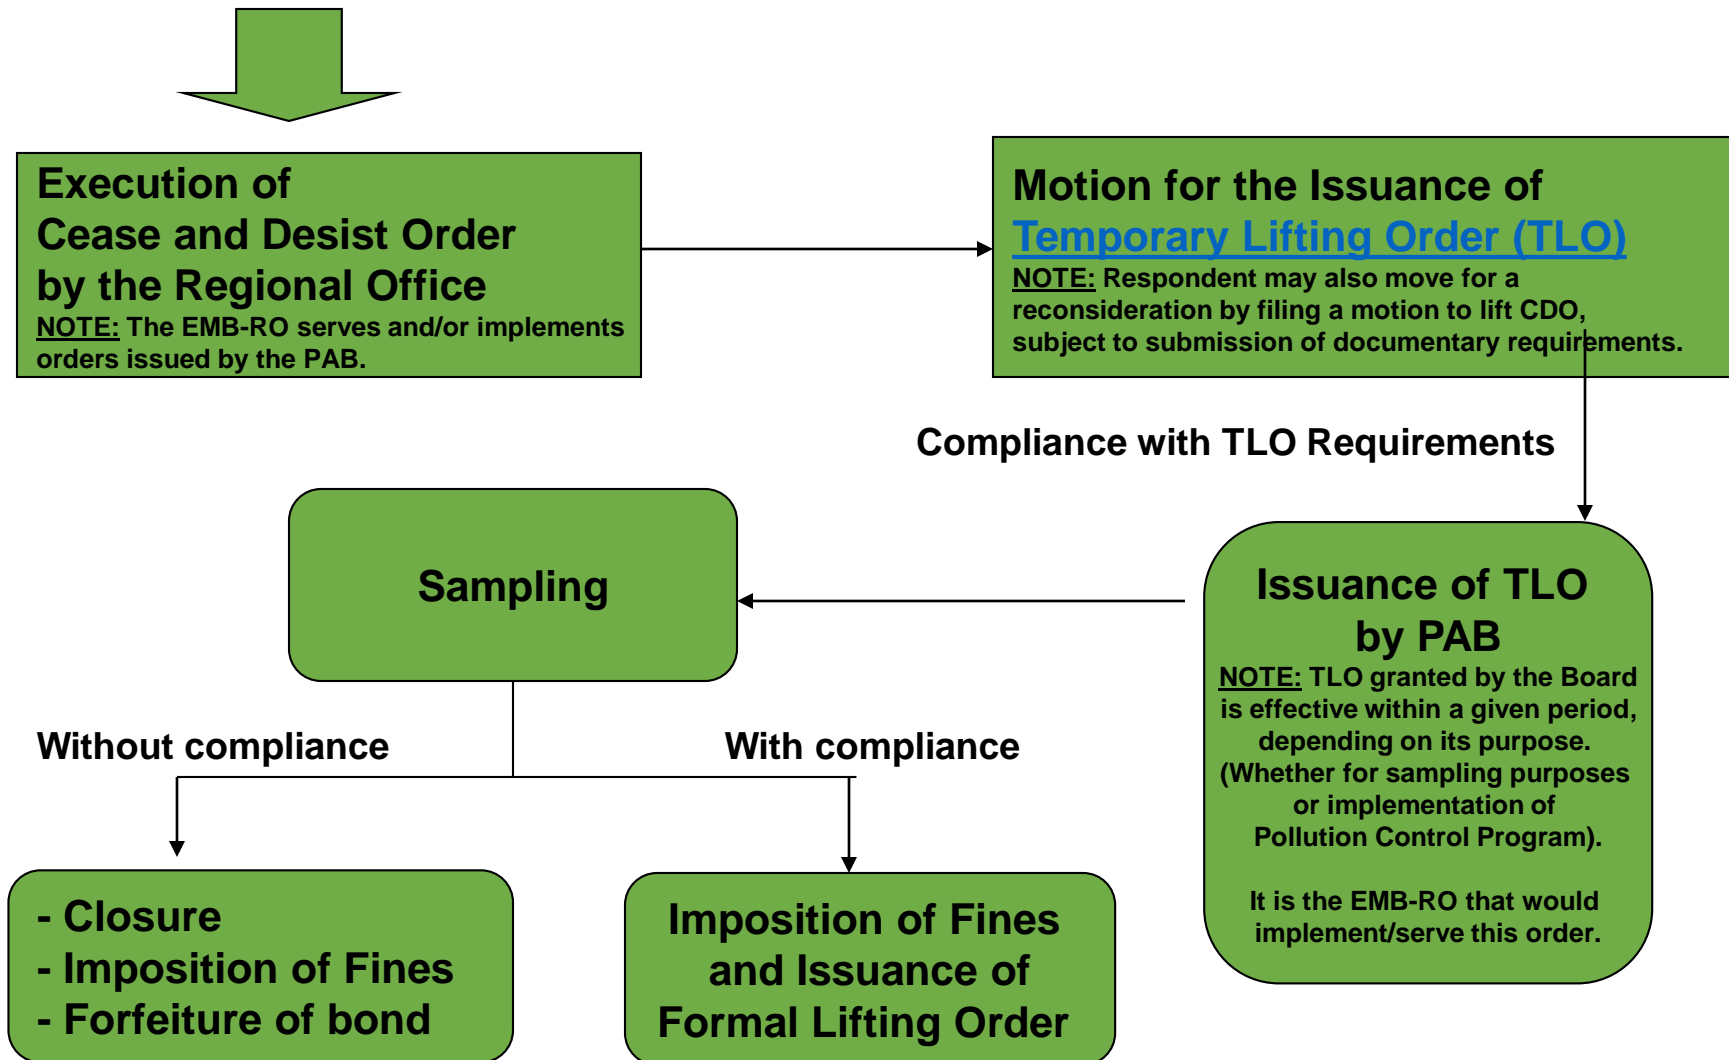 Execution of
Cease and Desist Order
by the Regional Office
NOTE: The EMB-RO serves and/or implements
orders issued by the PAB.
Motion for the Issuance of
Temporary Lifting Order (TLO)
NOTE: Respondent may also move for a
reconsideration by filing a motion to lift CDO,
subject to submission of documentary requirements.
Compliance with TLO Requirements
Issuance of TLO
by PAB
NOTE: TLO granted by the Board
is effective within a given period,
depending on its purpose.
(Whether for sampling purposes
or implementation of
Pollution Control Program).
It is the EMB-RO that would
implement/serve this order.
Sampling
Without compliance
With compliance
- Closure
- Imposition of Fines
- Forfeiture of bond
Imposition of Fines
and Issuance of
Formal Lifting Order